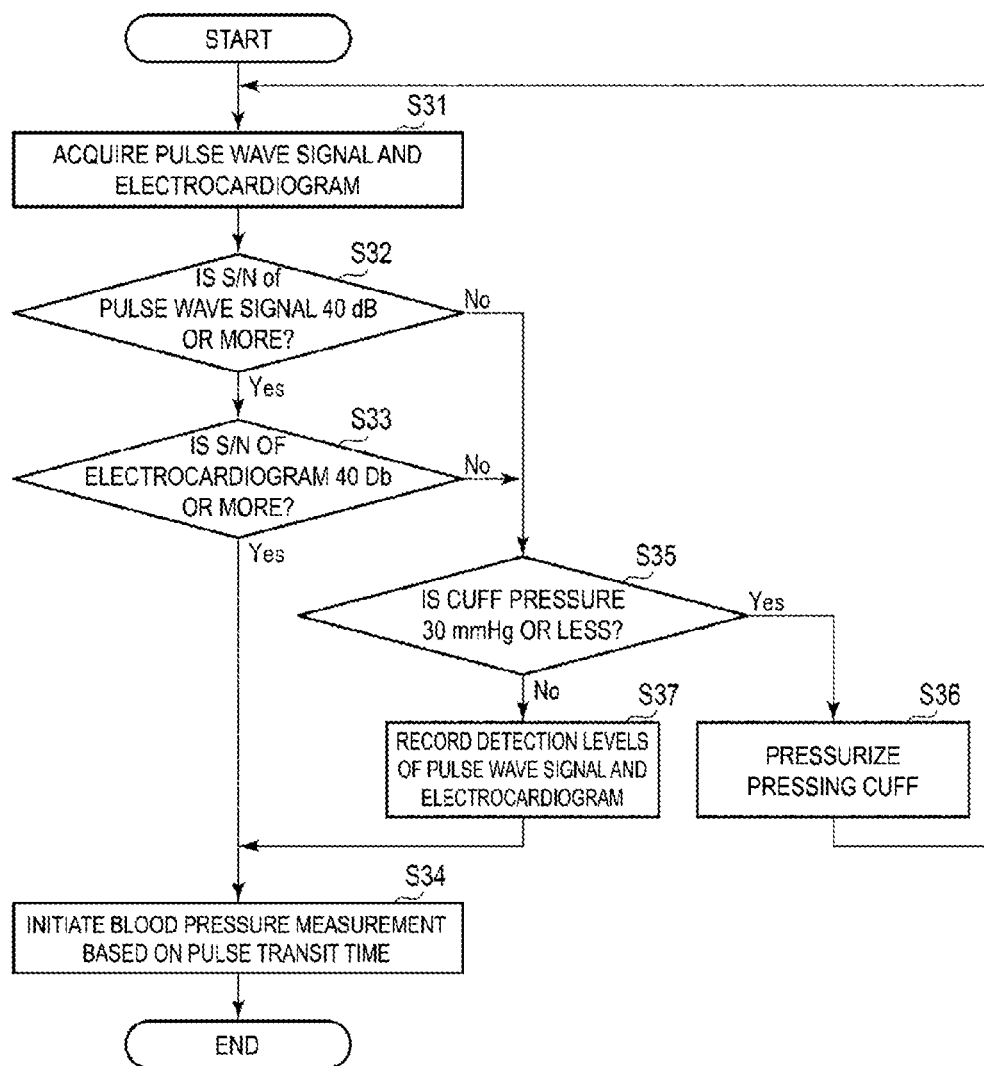 START
S31
ACQUIRE PULSE WAVE SIGNAL AND
ELECTROCARDIOGRAM
S32
IS S/N of
PULSE WAVE SIGNAL 40 dB
OR MORE?
No
Yes
S33
IS S/N OF
ELECTROCARDIOGRAM 40 Db
OR MORE?
No
Yes
S35
IS CUFF PRESSURE
30 mmHg OR LESS?
Yes
No
S37
RECORD DETECTION LEVELS
OF PULSE WAVE SIGNAL AND
ELECTROCARDIOGRAM
S36
PRESSURIZE
PRESSING CUFF
S34
INITIATE BLOOD PRESSURE MEASUREMENT
BASED ON PULSE TRANSIT TIME
END